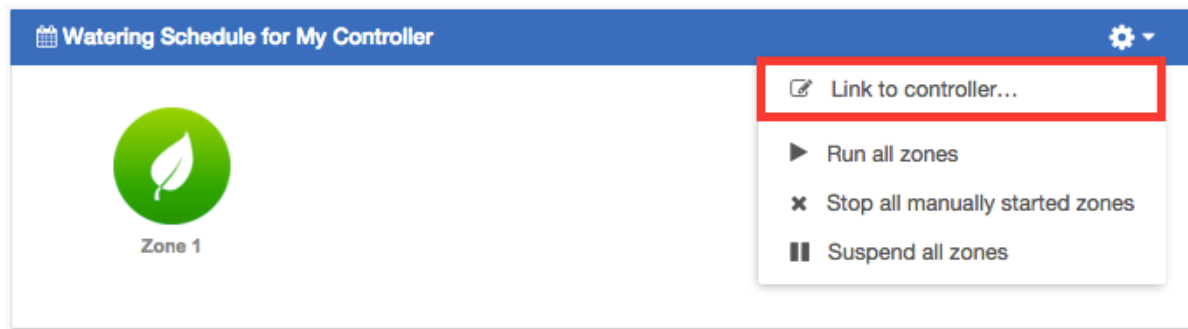 Watering Schedule for My Controller
Link to controller...
Run all zones
Stop all manually started zones
Suspend all zones
Zone 1